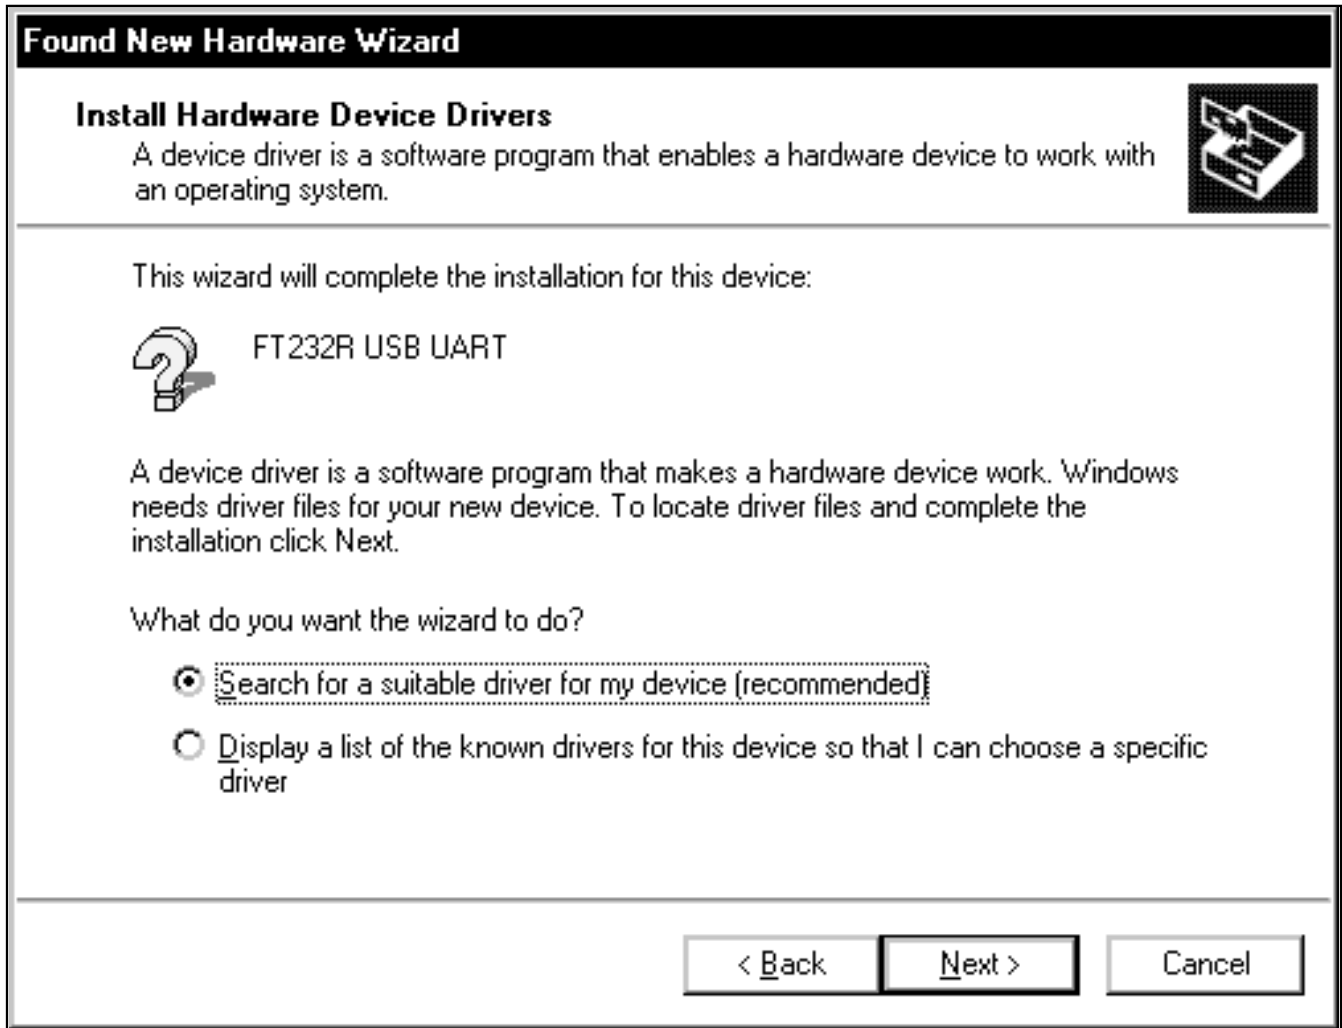 Found New Hardware Wizard
Install Hardware Device Drivers
A device driver is a software program that enables a hardware device to work with
an operating system.
This wizard will complete the installation for this device:
FT232R USB UART
A device driver is a software program that makes a hardware device work. Windows
needs driver files for your new device. To locate driver files and complete the
installation click Next.
What do you want the wizard to do?
Search for a suitable driver for my device (recommended)
Display a list of the known drivers for this device so that I can choose a specific
driver
< Back Next > Cancel